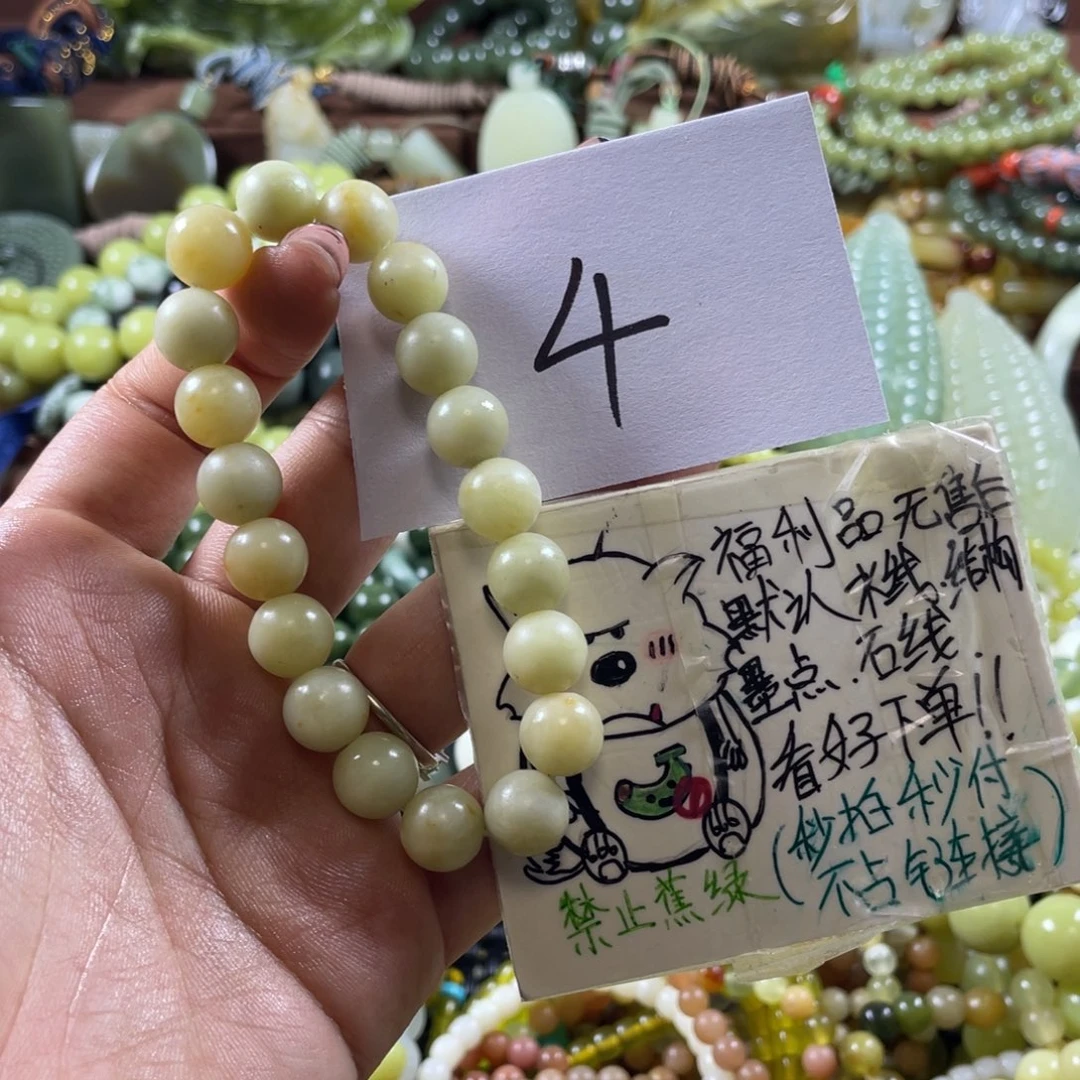 4
福利品无售后
默认水线.结构
墨点.石线.
看好下单!!
(秒拍秒付
不占链接)
禁止蕉绿